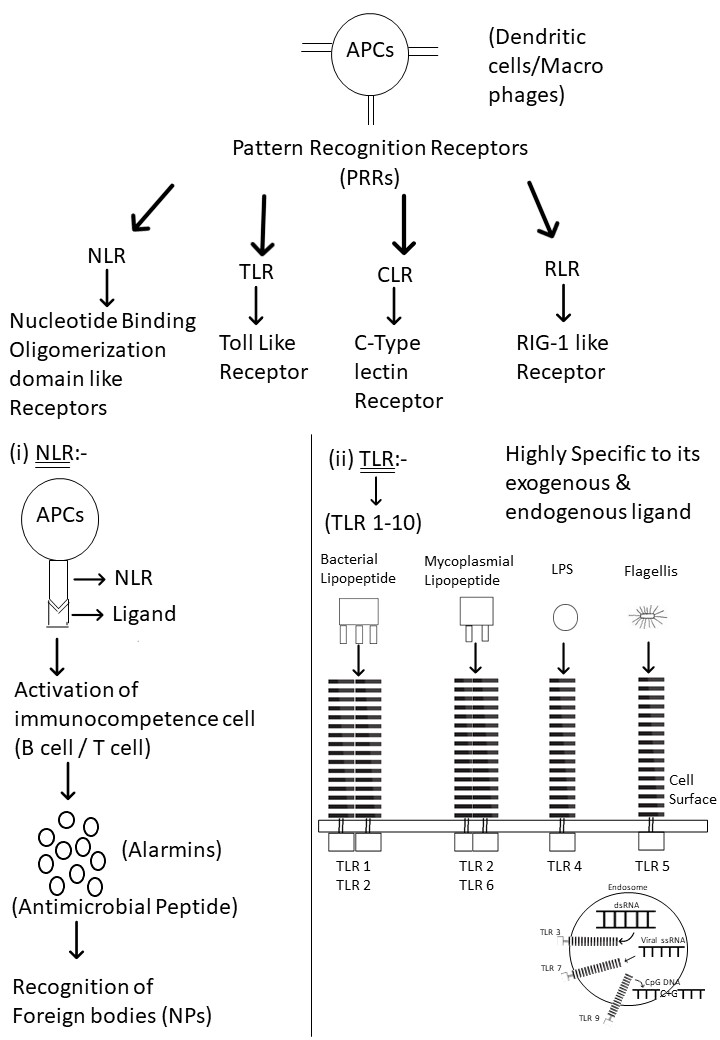 APCs
(Dendritic
cells/Macro
phages)
Pattern Recognition Receptors
(PRRs)
NLR
TLR
CLR
RLR
Nucleotide Binding
Oligomerization
domain like
Receptors
Toll Like
Receptor
C-Type
lectin
Receptor
RIG-1 like
Receptor
(i) NLR:-
APCs
NLR
Ligand
Activation of
immunocompetence cell
(B cell / T cell)
(Alarmins)
(Antimicrobial Peptide)
Recognition of
Foreign bodies (NPs)
(ii) TLR:-
Highly Specific to its
exogenous &
endogenous ligand
(TLR 1-10)
Bacterial
Lipopeptide
Mycoplasmial
Lipopeptide
LPS
Flagellis
Cell
Surface
TLR 1
TLR 2
TLR 2
TLR 6
TLR 4
TLR 5
Endosome
dsRNA
TLR 3
Viral ssRNA
TLR 7
CpG DNA
C+G
TLR 9